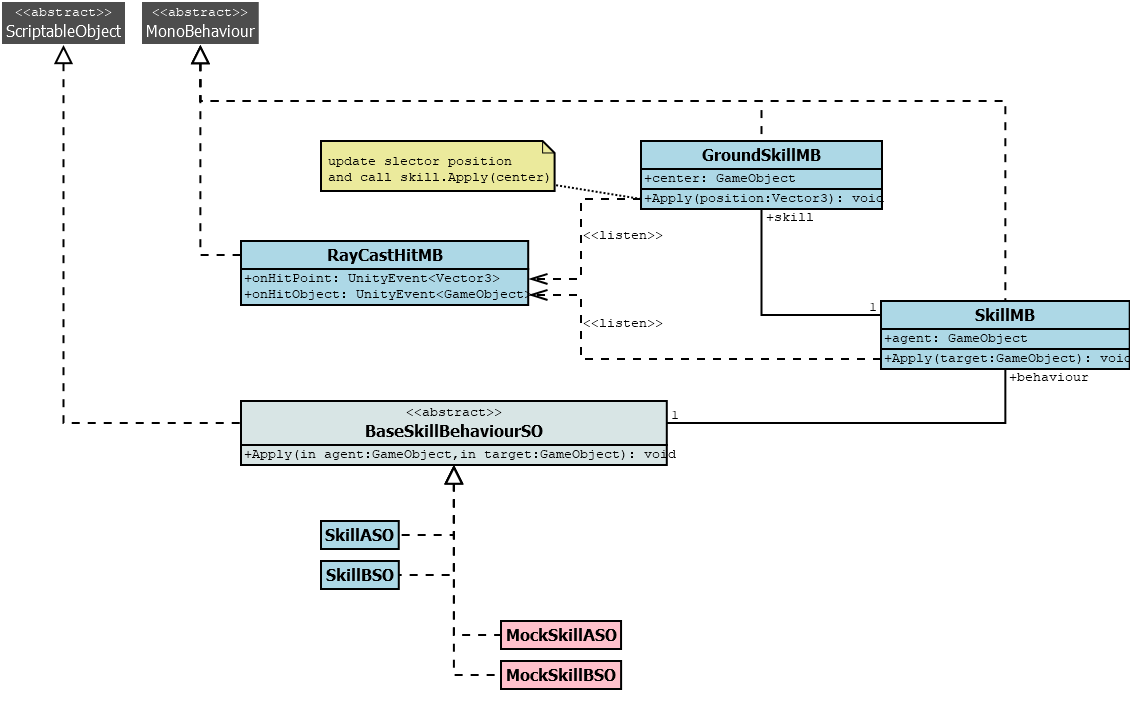 <<abstract>>
ScriptableObject
<<abstract>>
MonoBehaviour
update slector position
and call skill.Apply(center)
GroundSkillMB
+center: GameObject
+Apply(position:Vector3): void
+skill
<<listen>>
RayCastHitMB
+onHitPoint: UnityEvent<Vector3>
+onHitObject: UnityEvent<GameObject>
<<listen>>
1
SkillMB
+agent: GameObject
+Apply(target:GameObject): void
+behaviour
<<abstract>>
BaseSkillBehaviourSO
+Apply(in agent:GameObject,in target:GameObject): void
1
SkillASO
SkillBSO
MockSkillASO
MockSkillBSO